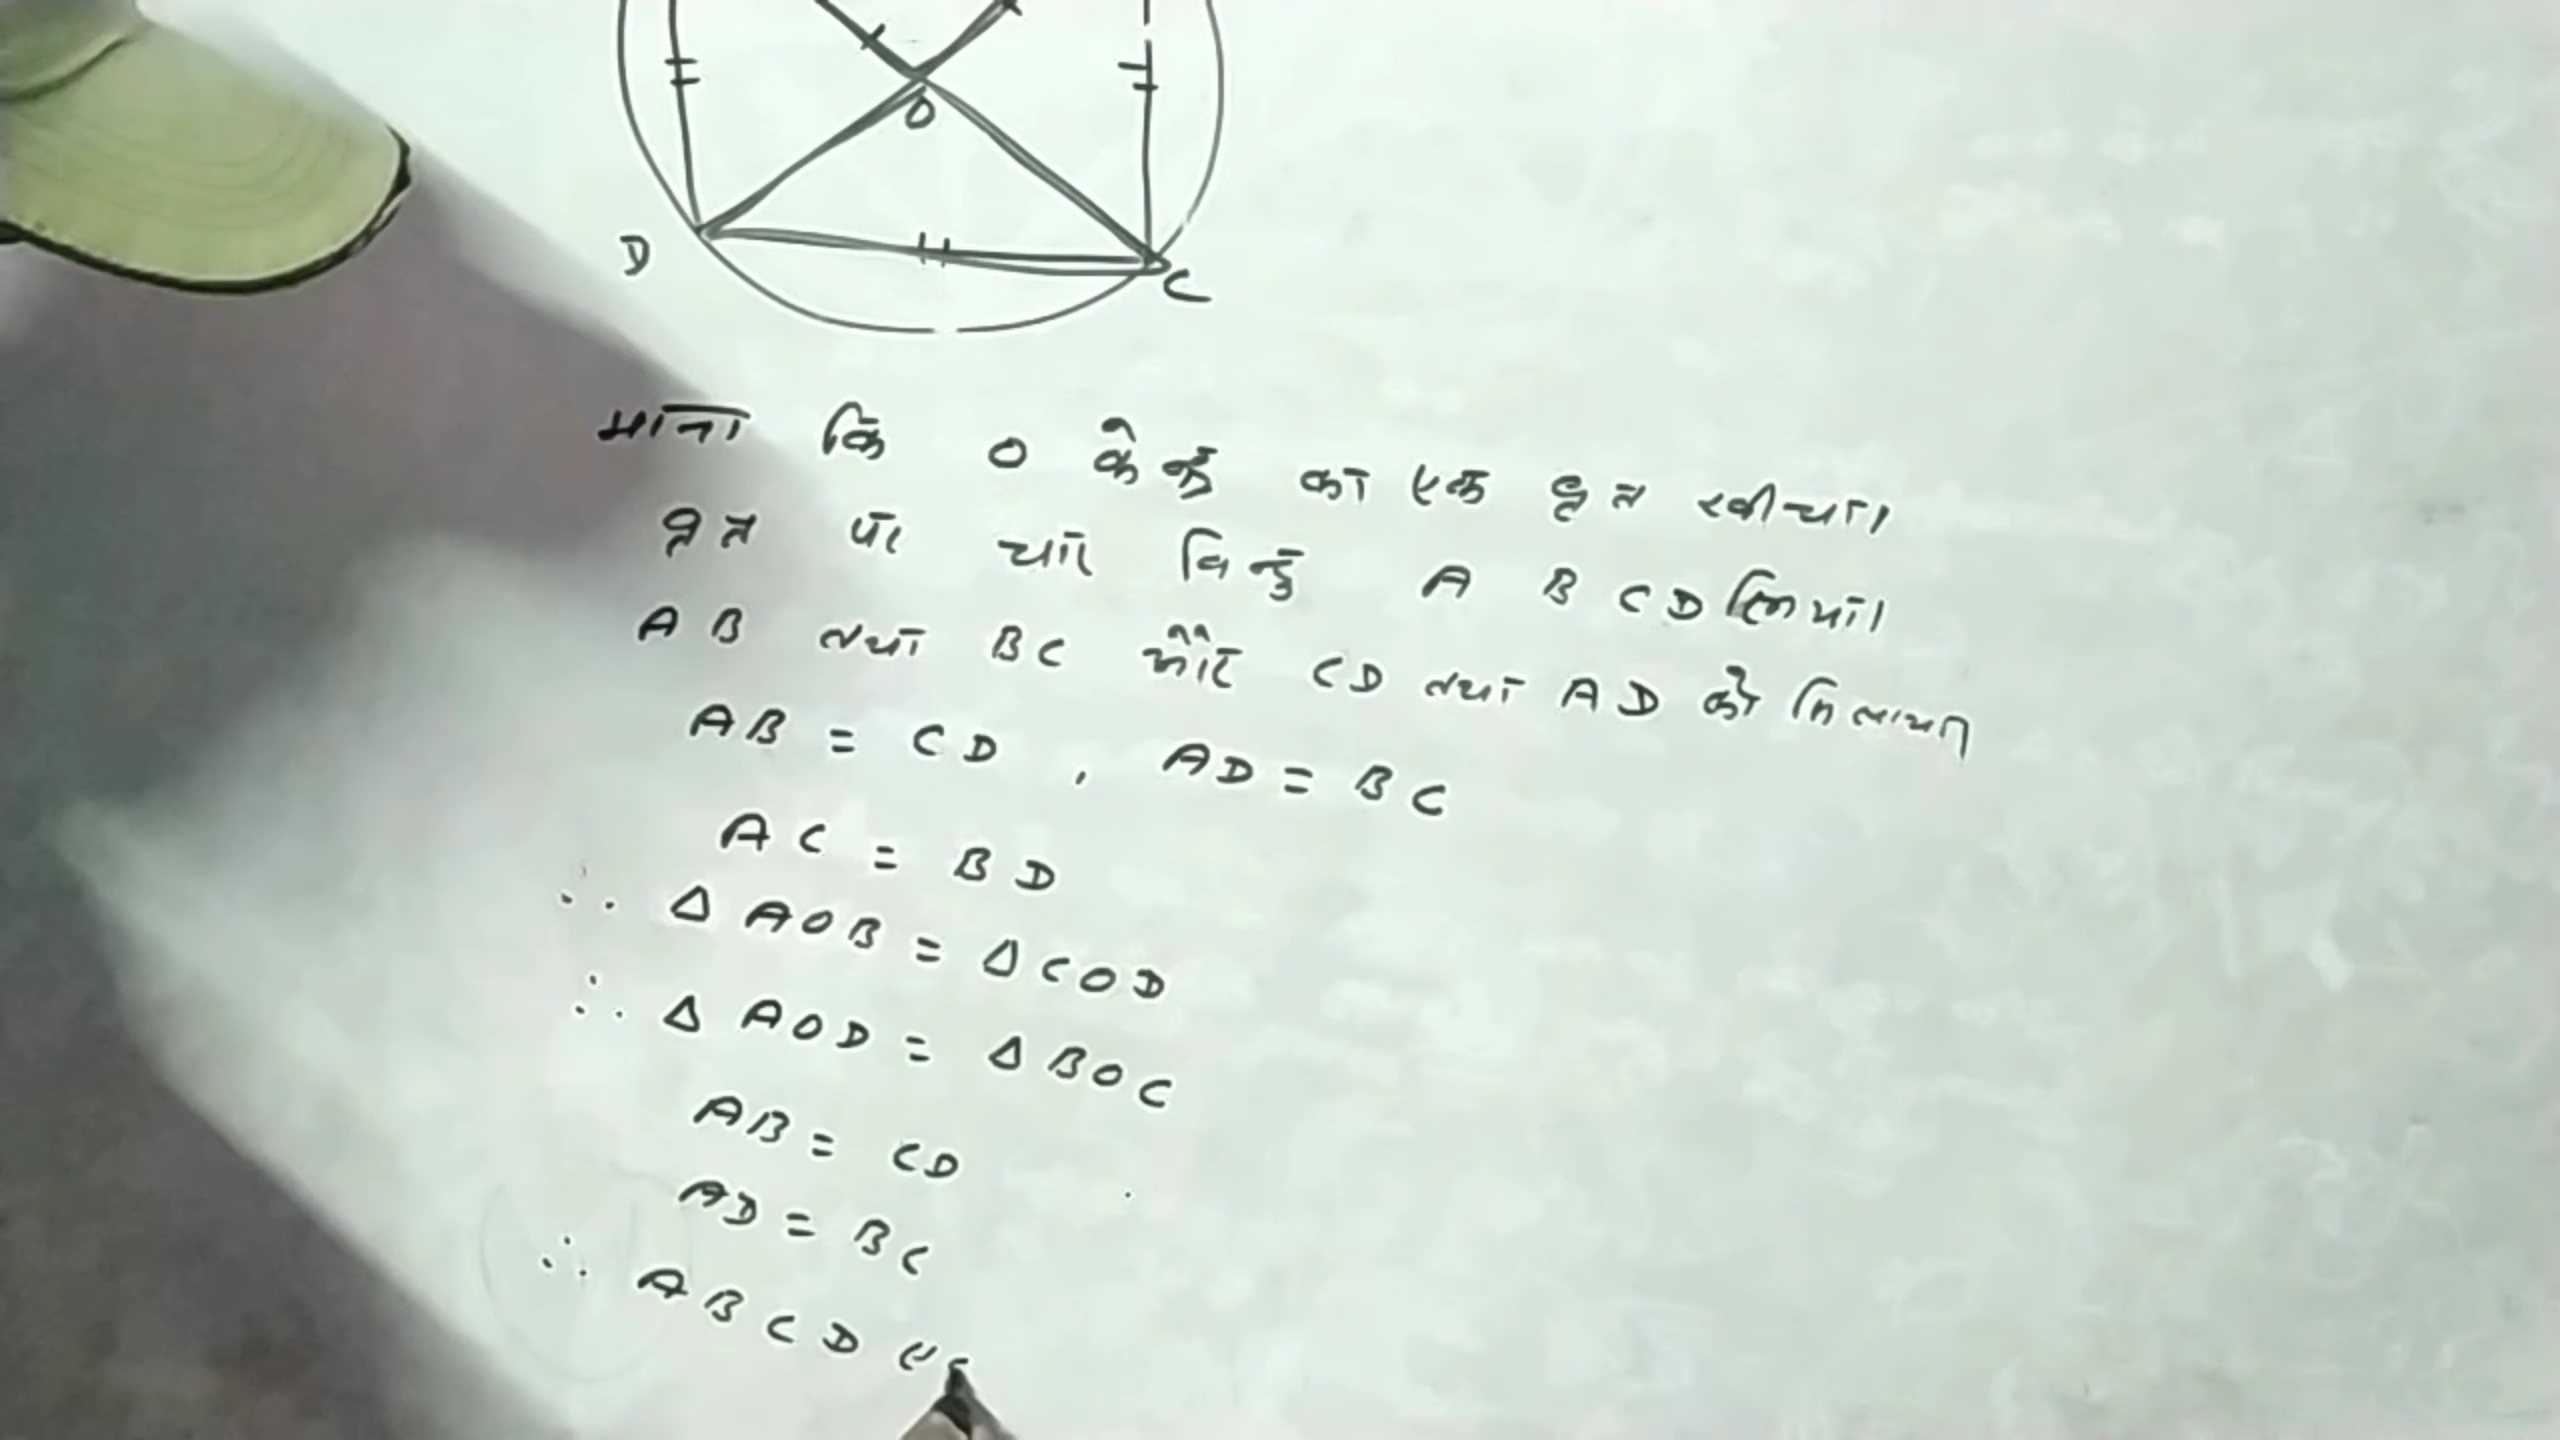 O
D
C
माना कि O केन्द्र का एक वृत खीचा।
वृत पर चार बिन्दु A B C D लिया।
AB तथा BC और CD तथा AD को मिलाया
AB = CD , AD = BC
AC = BD
∴ Δ AOB = Δ COD
∴ Δ AOD = Δ BOC
AB = CD
AD = BC
∴ ABCD